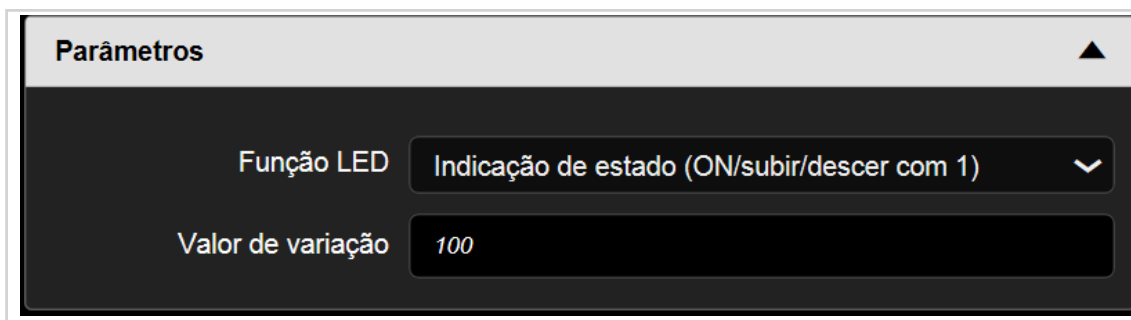 Parâmetros
Função LED Indicação de estado (ON/subir/descer com 1)
Valor de variação 100